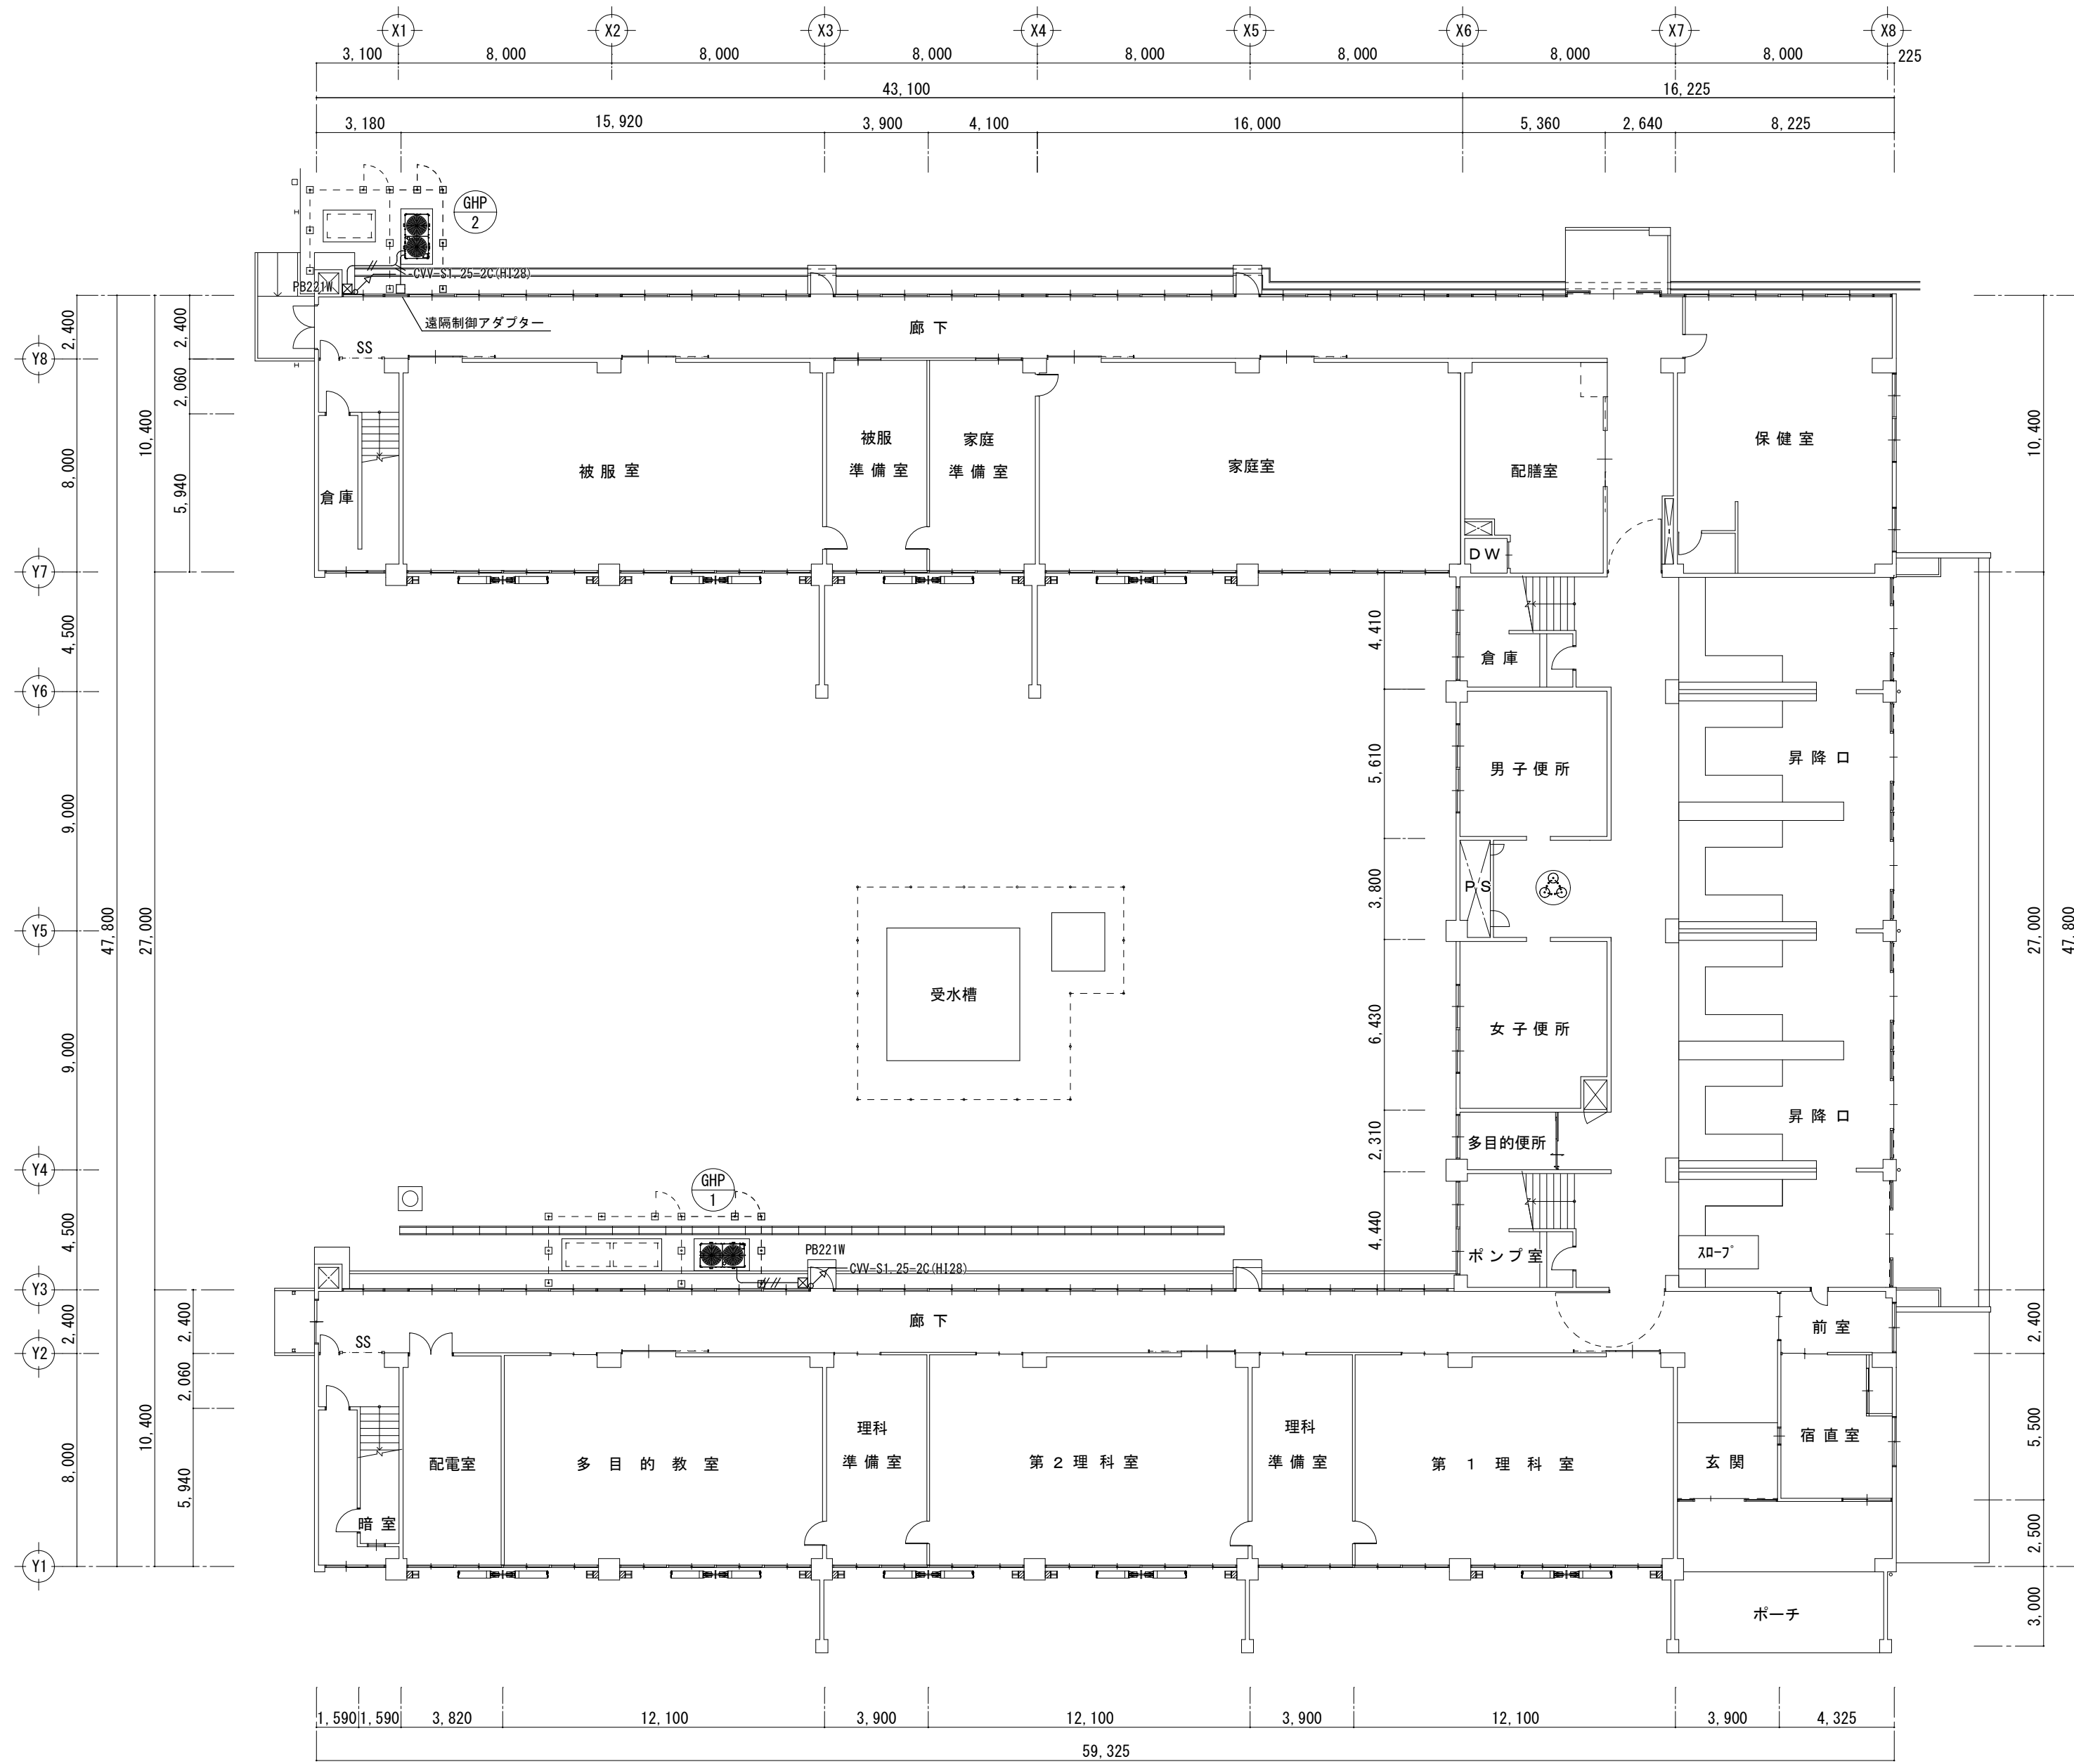 X1 X2 X3 X4 X5 X6 X7 X8
3,100 8,000 8,000 8,000 8,000 8,000 8,000 8,000 225
43,100 16,225
3,180 15,920 3,900 4,100 16,000 5,360 2,640 8,225
GHP
2
CVV-S1.25-2C(HI28)
PB221W
遠隔制御アダプター
廊下
SS
倉庫
被服室
被服
準備室
家庭
準備室
家庭室
配膳室
DW
保健室
Y8
Y7
Y6
Y5
Y4
Y3
Y2
Y1
2,400
8,000
4,500
9,000
9,000
4,500
2,400
8,000
47,800
10,400
27,000
10,400
2,400
2,060
5,940
2,400
2,060
5,940
4,410
5,610
3,800
6,430
2,310
4,440
倉庫
男子便所
PS
女子便所
多目的便所
ポンプ室
昇降口
昇降口
スロープ
受水槽
GHP
1
PB221W
CVV-S1.25-2C(HI28)
廊下
SS
前室
暗室
配電室
多目的教室
理科
準備室
第2理科室
理科
準備室
第1理科室
玄関
宿直室
ポーチ
10,400
27,000
47,800
2,400
5,500
2,500
3,000
1,590 1,590 3,820 12,100 3,900 12,100 3,900 12,100 3,900 4,325
59,325